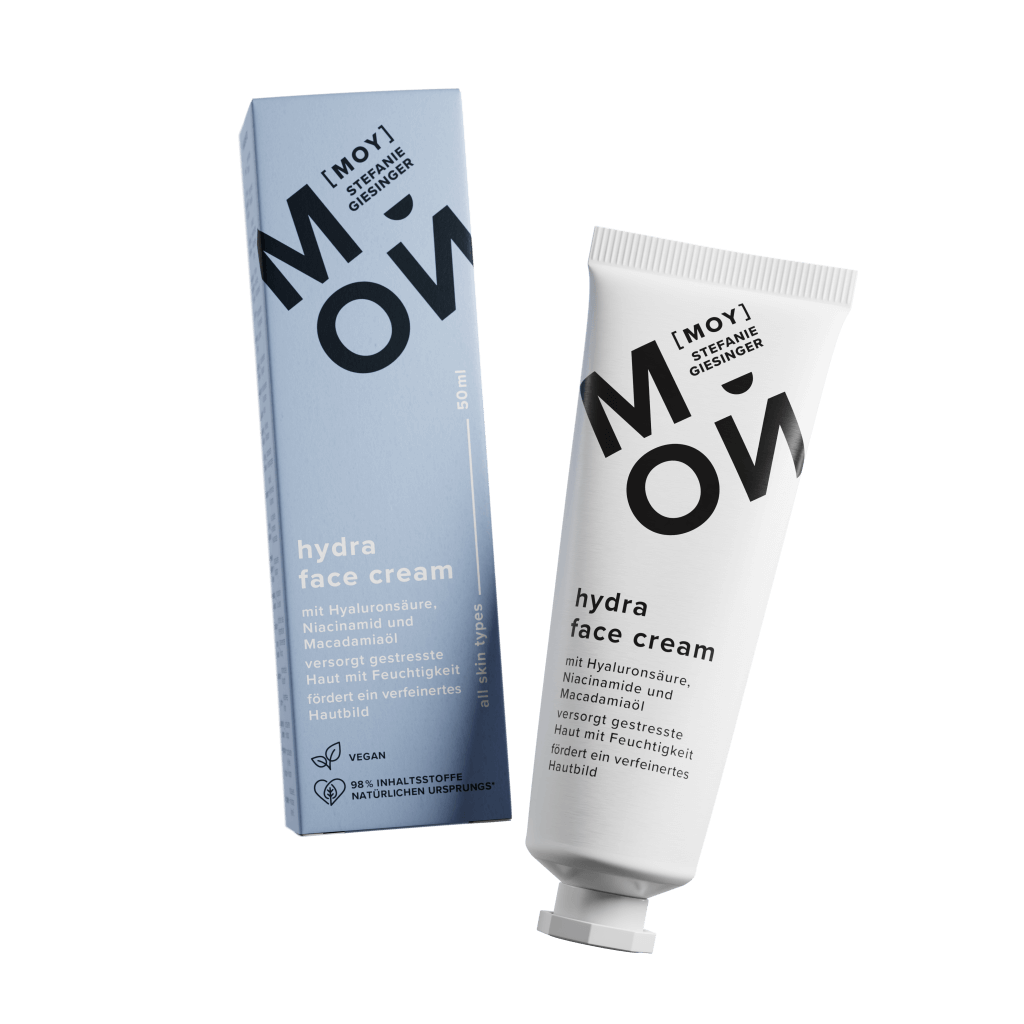 [MOY]
STEFANIE
GIESINGER
MOW
hydra
face cream
mit Hyaluronsäure,
Niacinamid und
Macadamiaöl
versorgt gestresste
Haut mit Feuchtigkeit
fördert ein verfeinertes
Hautbild
all skin types
50ml
VEGAN
98% INHALTSSTOFFE
NATÜRLICHEN URSPRUNGS*
[MOY]
STEFANIE
GIESINGER
MOW
hydra
face cream
mit Hyaluronsäure,
Niacinamide und
Macadamiaöl
versorgt gestresste
Haut mit Feuchtigkeit
fördert ein verfeinertes
Hautbild